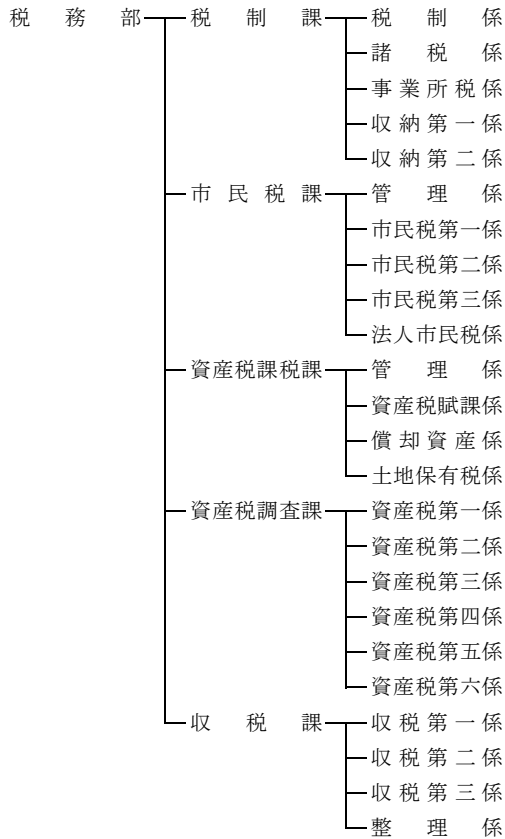 税務部 税制課 税制係
諸税係
事業所税係
収納第一係
収納第二係
市民税課 管理係
市民税第一係
市民税第二係
市民税第三係
法人市民税係
資産税課税課 管理係
資産税賦課係
償却資産係
土地保有税係
資産税調査課 資産税第一係
資産税第二係
資産税第三係
資産税第四係
資産税第五係
資産税第六係
収税課 収税第一係
収税第二係
収税第三係
整理係